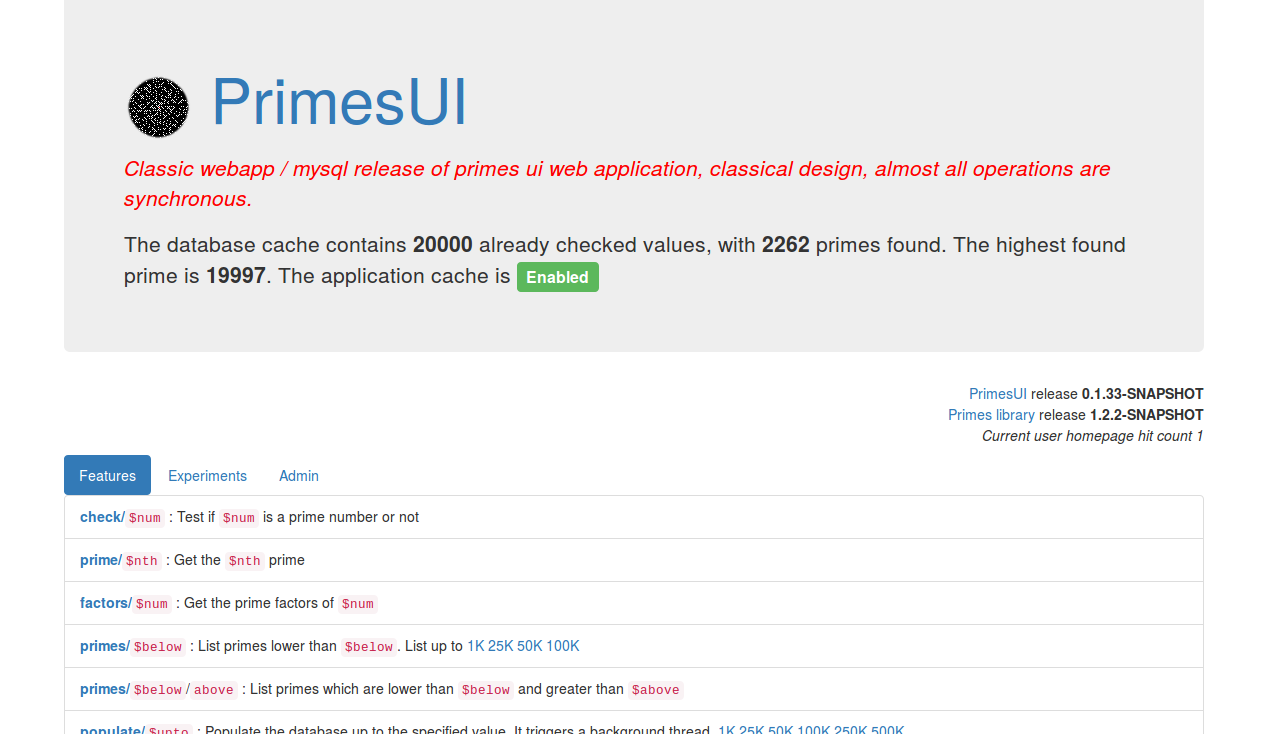 PrimesUI
Classic webapp / mysql release of primes ui web application, classical design, almost all operations are
synchronous.
The database cache contains 20000 already checked values, with 2262 primes found. The highest found
prime is 19997. The application cache is Enabled
PrimesUI release 0.1.33-SNAPSHOT
Primes library release 1.2.2-SNAPSHOT
Current user homepage hit count 1
Features Experiments Admin
check/$num : Test if $num is a prime number or not
prime/$nth : Get the $nth prime
factors/$num : Get the prime factors of $num
primes/$below : List primes lower than $below. List up to 1K 25K 50K 100K
primes/$below/above : List primes which are lower than $below and greater than $above
populate/$upto : Populate the database up to the specified value. It triggers a background thread. 1K 25K 50K 100K 250K 500K